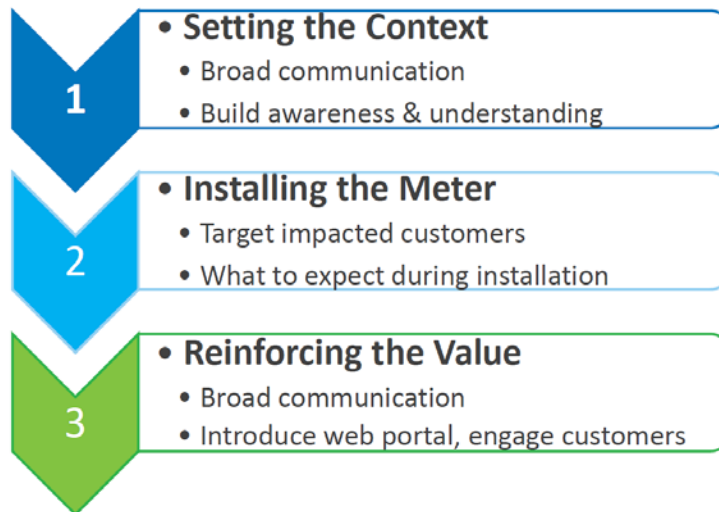 • Setting the Context
1
• Broad communication
• Build awareness & understanding
• Installing the Meter
2
• Target impacted customers
• What to expect during installation
• Reinforcing the Value
3
• Broad communication
• Introduce web portal, engage customers